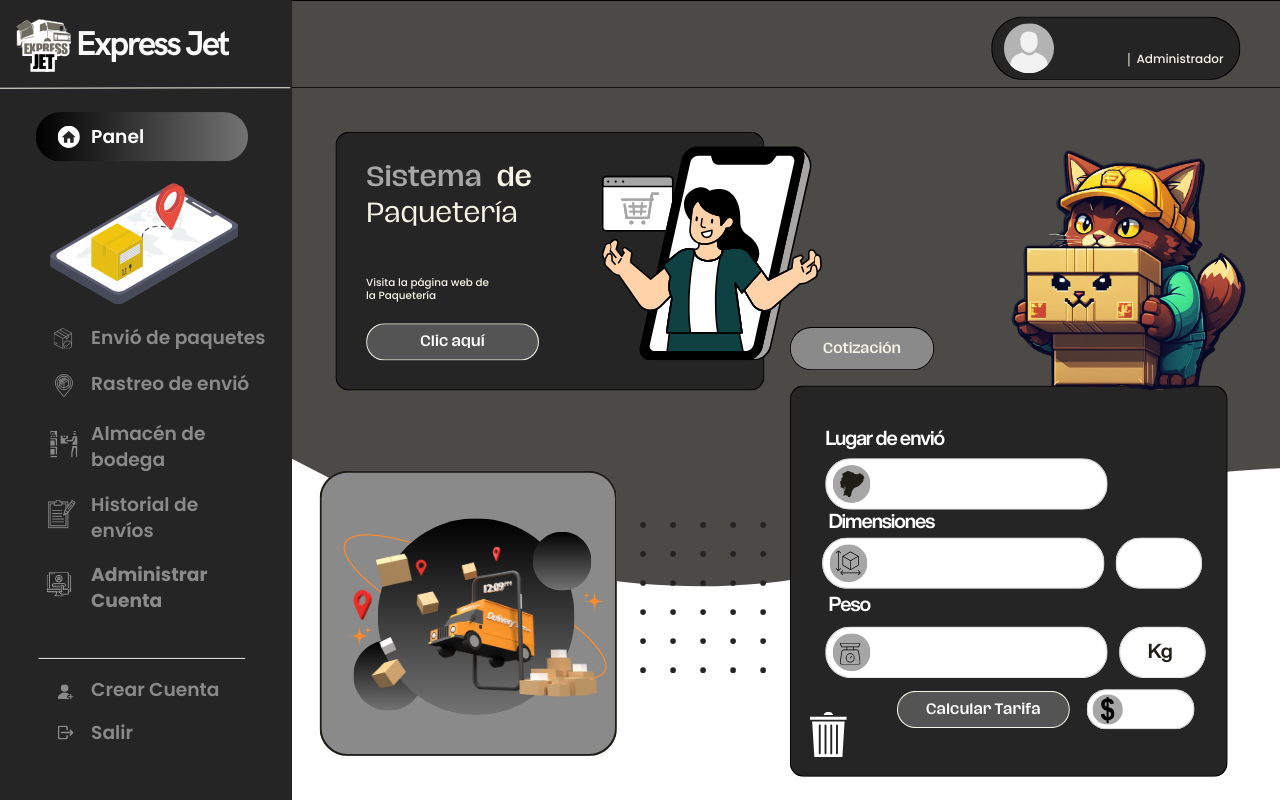 EXPRESS
JET
Express Jet
| Administrador
Panel
Sistema de
Paquetería
Visita la página web de
la Paquetería
Clic aquí
Cotización
Envió de paquetes
Rastreo de envió
Almacén de
bodega
Historial de
envíos
Administrar
Cuenta
Crear Cuenta
Salir
12:09PM
Delivery
Lugar de envió
Dimensiones
Peso
Kg
Calcular Tarifa
$